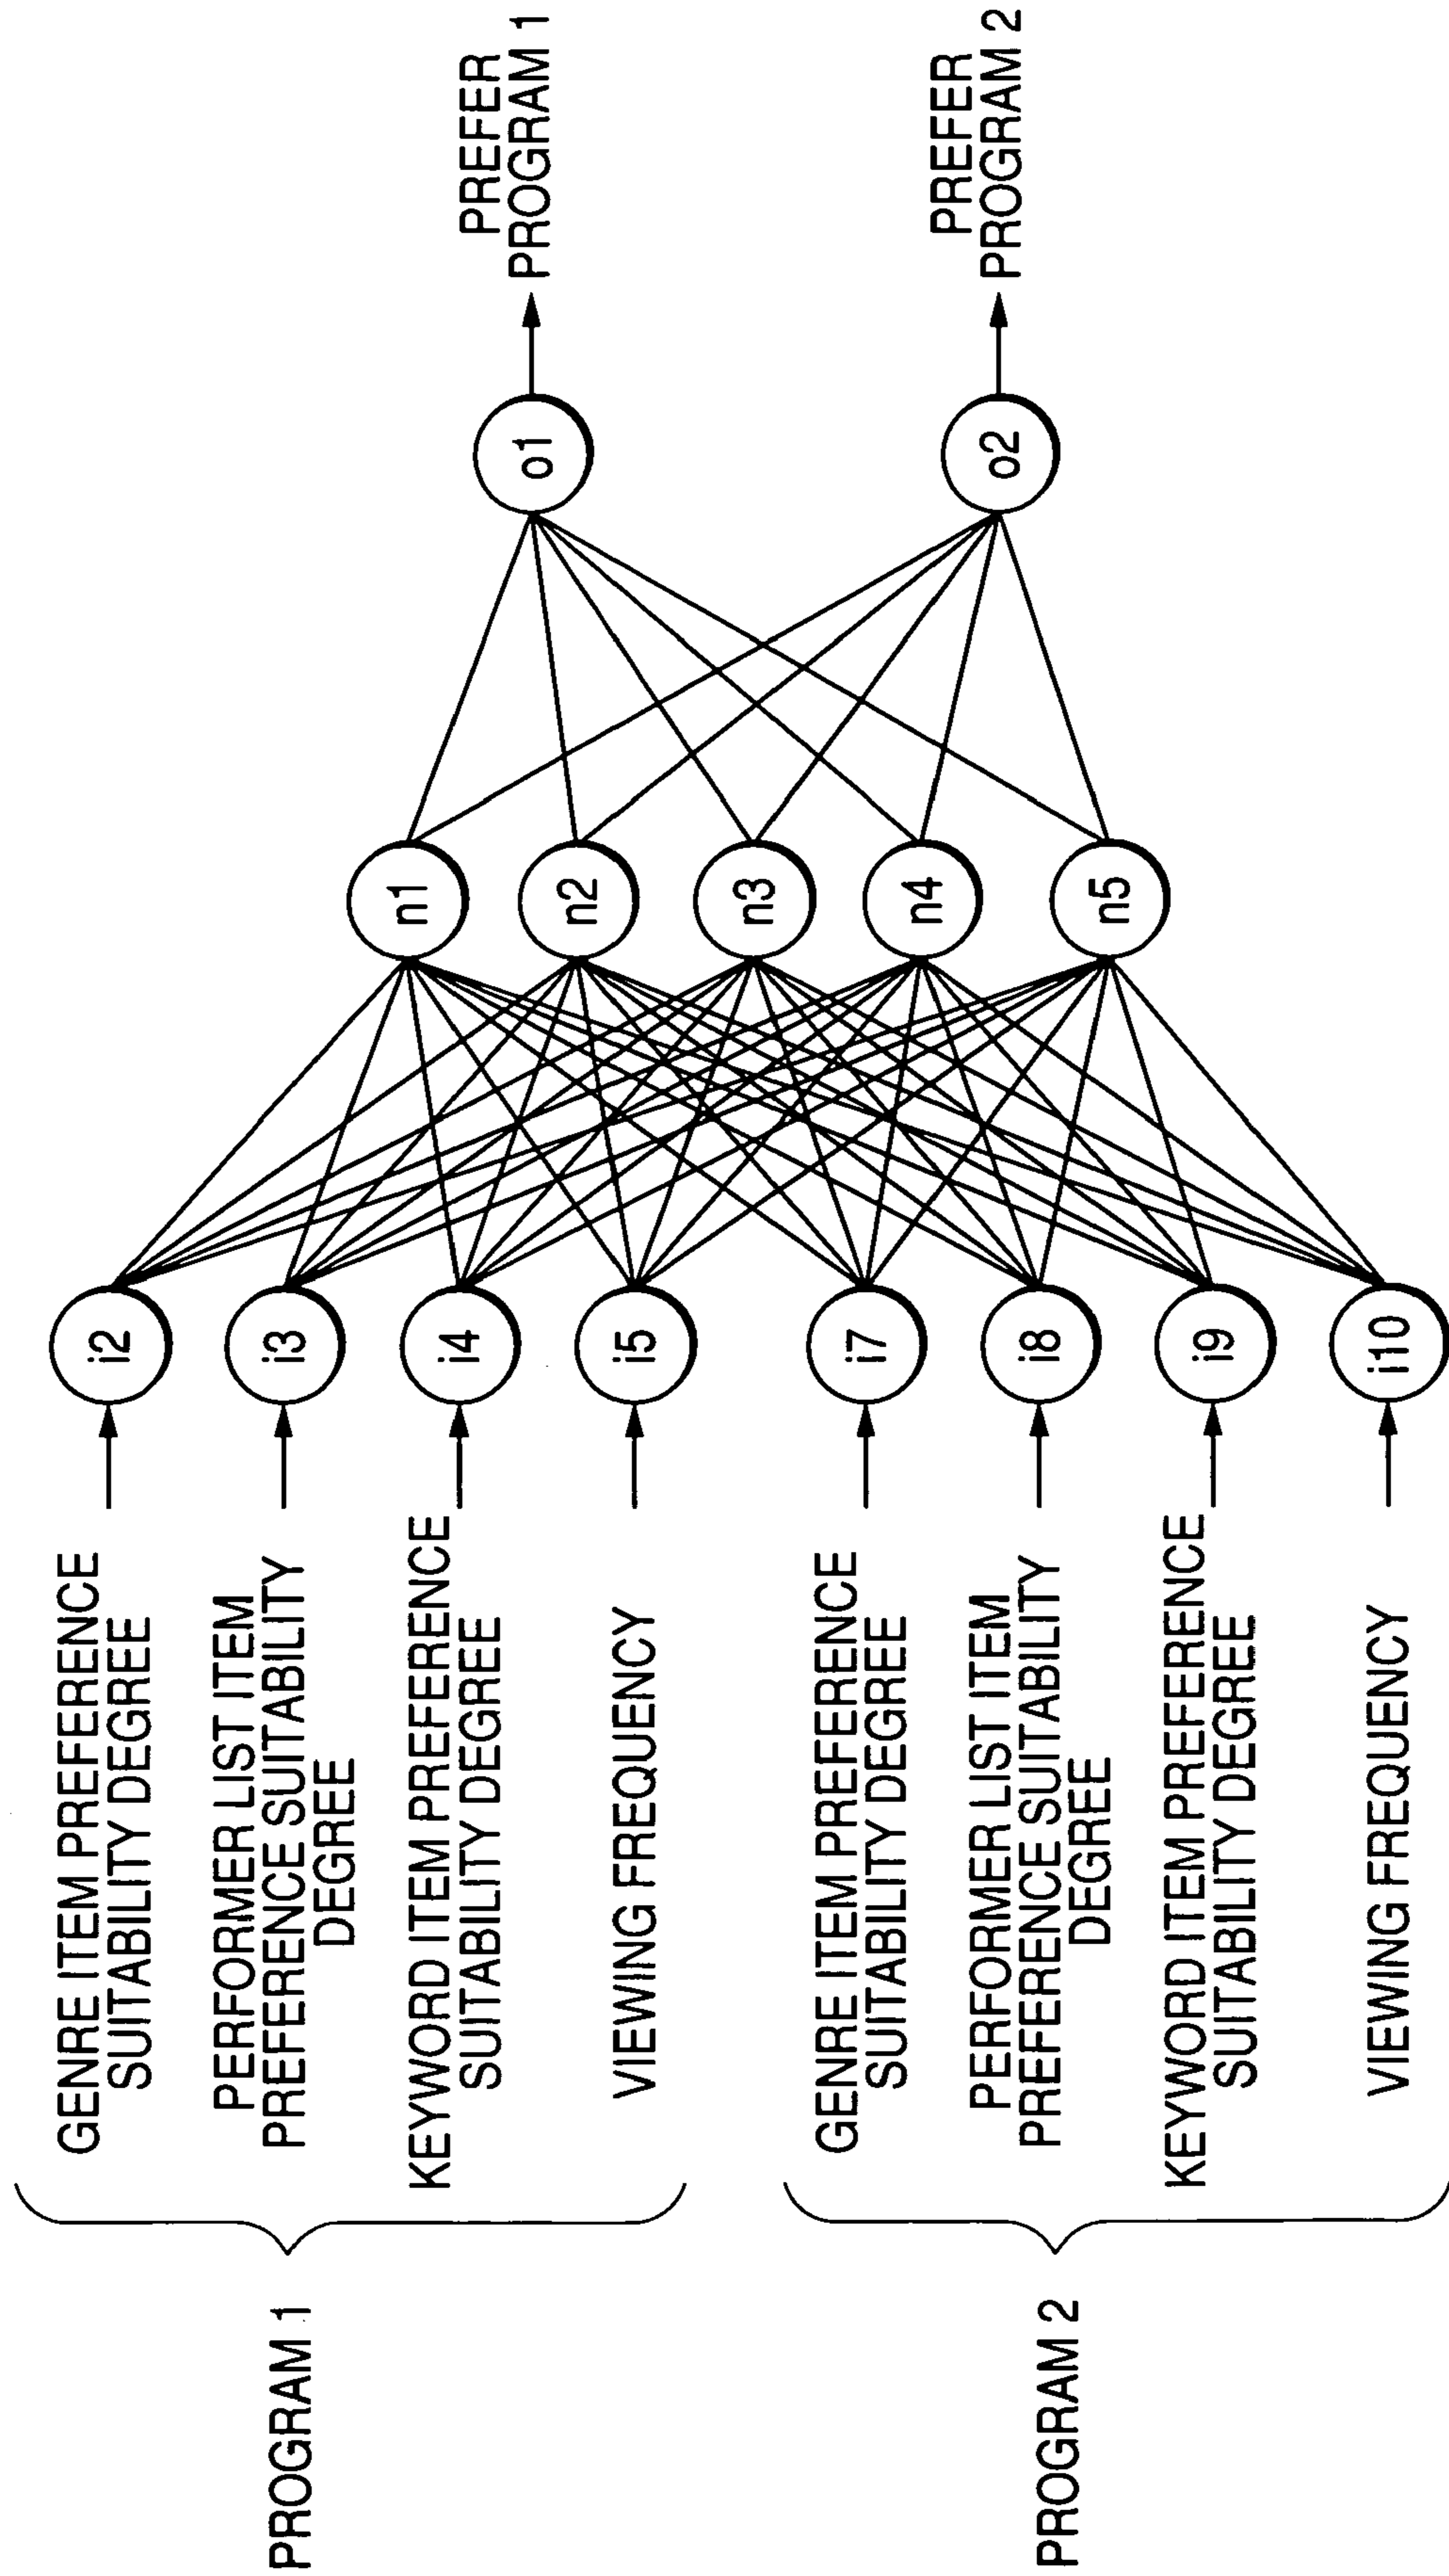 PROGRAM 1
GENRE ITEM PREFERENCE
SUITABILITY DEGREE
PERFORMER LIST ITEM
PREFERENCE SUITABILITY
DEGREE
KEYWORD ITEM PREFERENCE
SUITABILITY DEGREE
VIEWING FREQUENCY
PROGRAM 2
GENRE ITEM PREFERENCE
SUITABILITY DEGREE
PERFORMER LIST ITEM
PREFERENCE SUITABILITY
DEGREE
KEYWORD ITEM PREFERENCE
SUITABILITY DEGREE
VIEWING FREQUENCY
i2
i3
i4
i5
i7
i8
i9
i10
n1
n2
n3
n4
n5
o1
o2
PREFER
PROGRAM 1
PREFER
PROGRAM 2